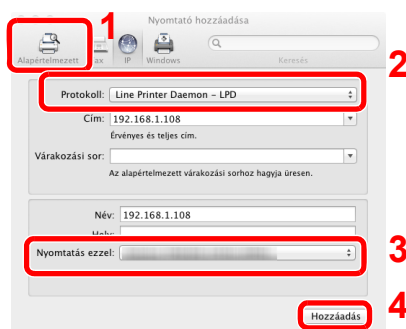 1
Nyomtató hozzáadása
Alapértelmezett
Fax
IP
Windows
Keresés
2
Protokoll: Line Printer Daemon – LPD
Cím: 192.168.1.108
Érvényes és teljes cím.
Várakozási sor:
Az alapértelmezett várakozási sorhoz hagyja üresen.
Név: 192.168.1.108
Nyomtatás ezzel:
3
Hozzáadás
4